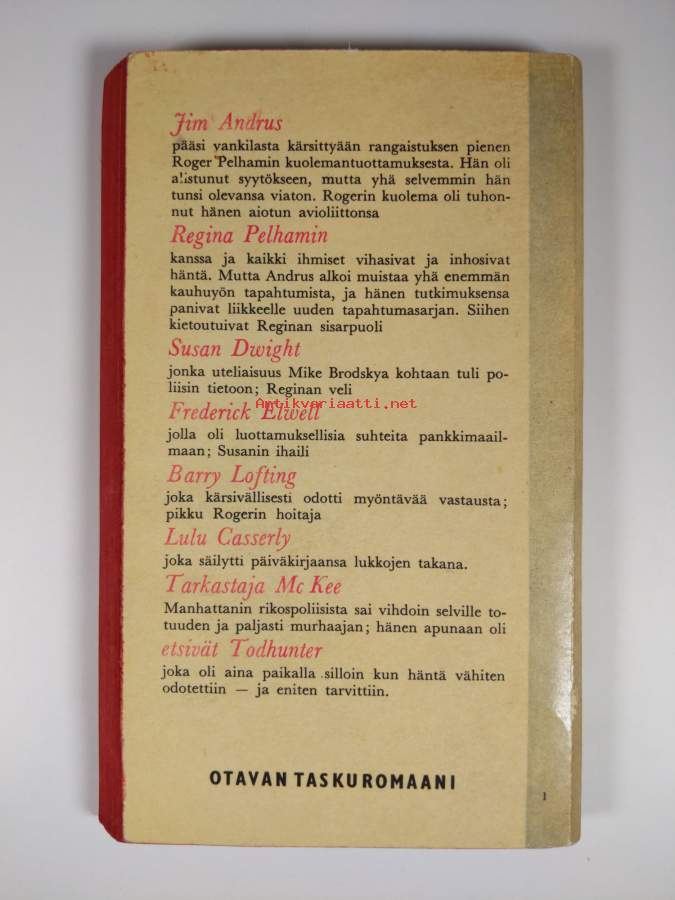 Jim Andrus
pääsi vankilasta kärsittyään rangaistuksen pienen
Roger Pelhamin kuolemantuottamuksesta. Hän oli
alistunut syytökseen, mutta yhä selvemmin hän
tunsi olevansa viaton. Rogerin kuolema oli tuhon-
nut hänen aiotun avioliittonsa
Regina Pelhamin
kanssa ja kaikki ihmiset vihasivat ja inhosivat
häntä. Mutta Andrus alkoi muistaa yhä enemmän
kauhuyön tapahtumista, ja hänen tutkimuksensa
panivat liikkeelle uuden tapahtumasarjan. Siihen
kietoutuivat Reginan sisarpuoli
Susan Dwight
jonka uteliaisuus Mike Brodskya kohtaan tuli po-
liisin tietoon; Reginan veli
Antikvariaatti.net
Frederick Elwell
jolla oli luottamuksellisia suhteita pankkimaail-
maan; Susanin ihaili
Barry Lofting
joka kärsivällisesti odotti myöntävää vastausta;
pikku Rogerin hoitaja
Lulu Casserly
joka säilytti päiväkirjaansa lukkojen takana.
Tarkastaja Mc Kee
Manhattanin rikospoliisista sai vihdoin selville to-
tuuden ja paljasti murhaajan; hänen apunaan oli
etsivät Todhunter
joka oli aina paikalla silloin kun häntä vähiten
odotettiin — ja eniten tarvittiin.
OTAVAN TASKUROMAANI
1